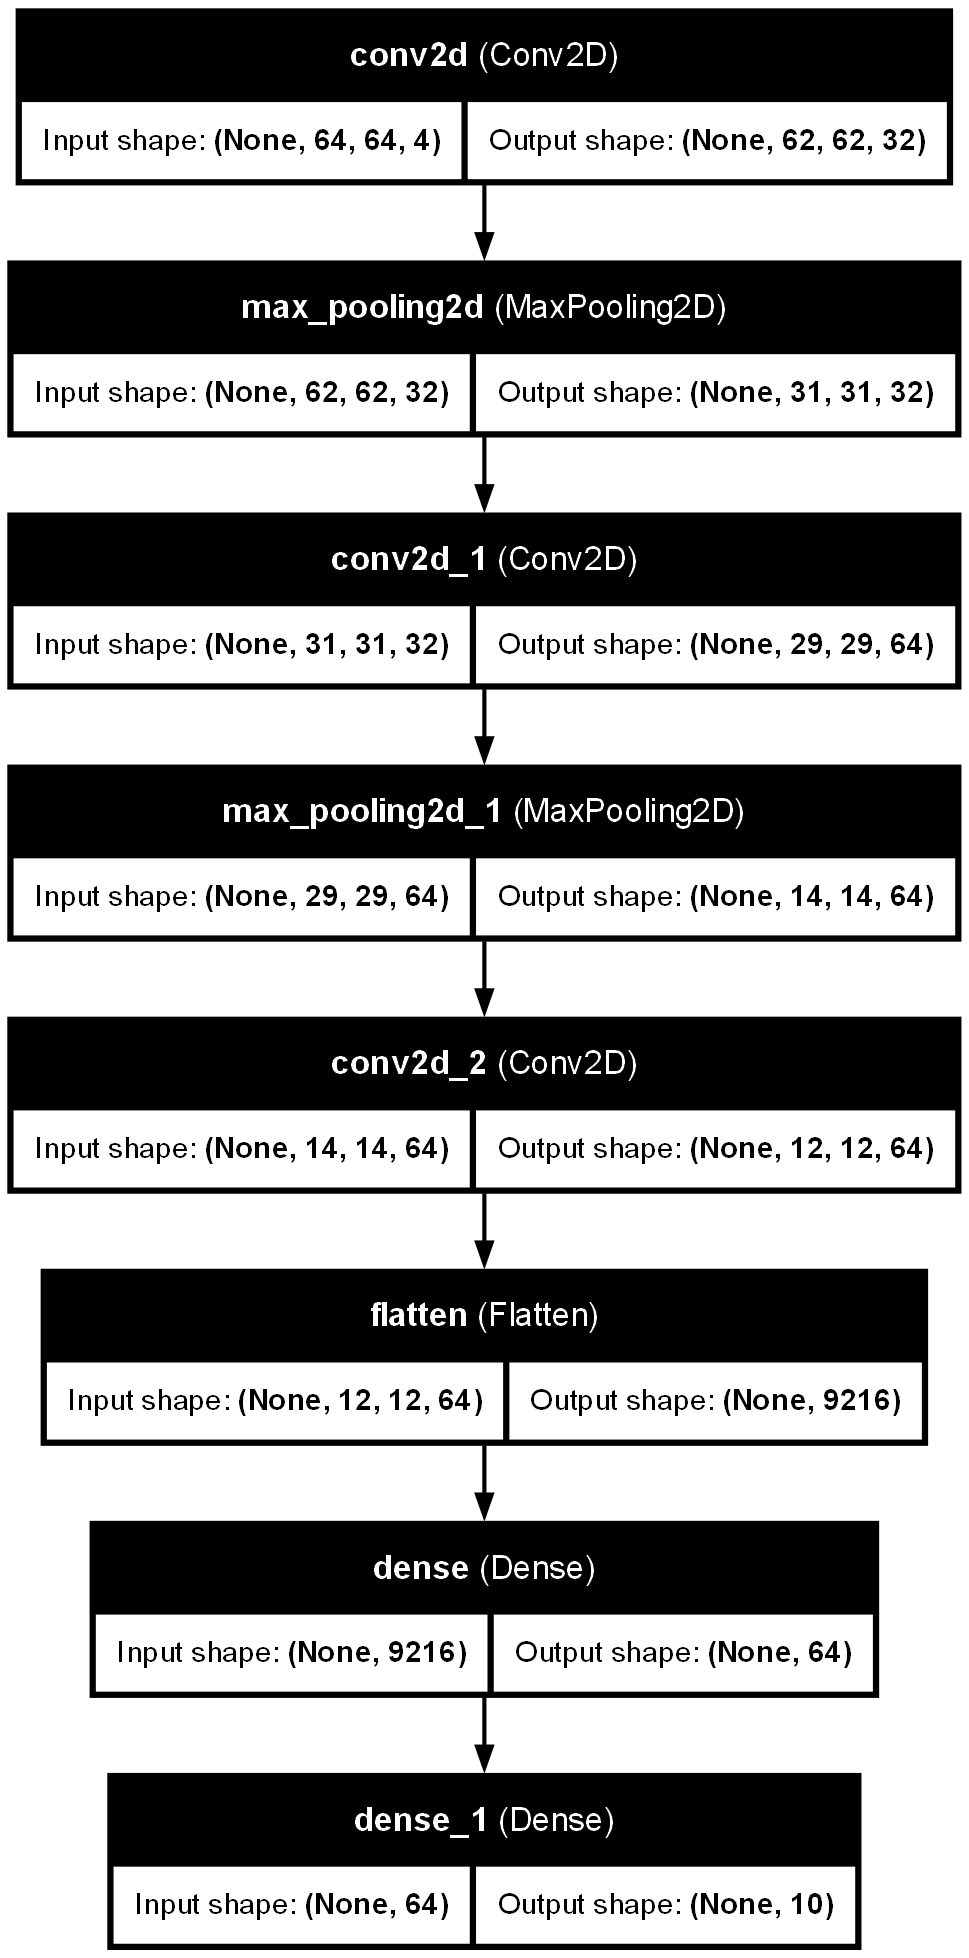 conv2d (Conv2D)
Input shape: (None, 64, 64, 4) Output shape: (None, 62, 62, 32)
max_pooling2d (MaxPooling2D)
Input shape: (None, 62, 62, 32) Output shape: (None, 31, 31, 32)
conv2d_1 (Conv2D)
Input shape: (None, 31, 31, 32) Output shape: (None, 29, 29, 64)
max_pooling2d_1 (MaxPooling2D)
Input shape: (None, 29, 29, 64) Output shape: (None, 14, 14, 64)
conv2d_2 (Conv2D)
Input shape: (None, 14, 14, 64) Output shape: (None, 12, 12, 64)
flatten (Flatten)
Input shape: (None, 12, 12, 64) Output shape: (None, 9216)
dense (Dense)
Input shape: (None, 9216) Output shape: (None, 64)
dense_1 (Dense)
Input shape: (None, 64) Output shape: (None, 10)